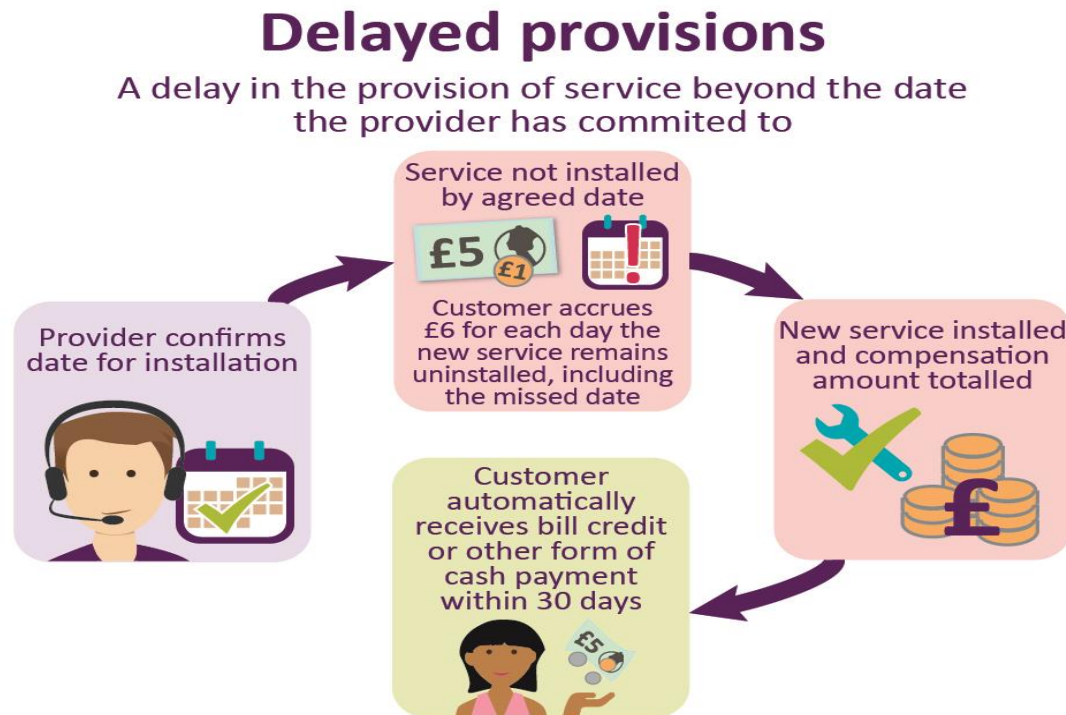 Delayed provisions
A delay in the provision of service beyond the date
the provider has commited to
Provider confirms
date for installation
Service not installed
by agreed date
£5
£1
Customer accrues
£6 for each day the
new service remains
uninstalled, including
the missed date
New service installed
and compensation
amount totalled
£
Customer
automatically
receives bill credit
or other form of
cash payment
within 30 days
£5